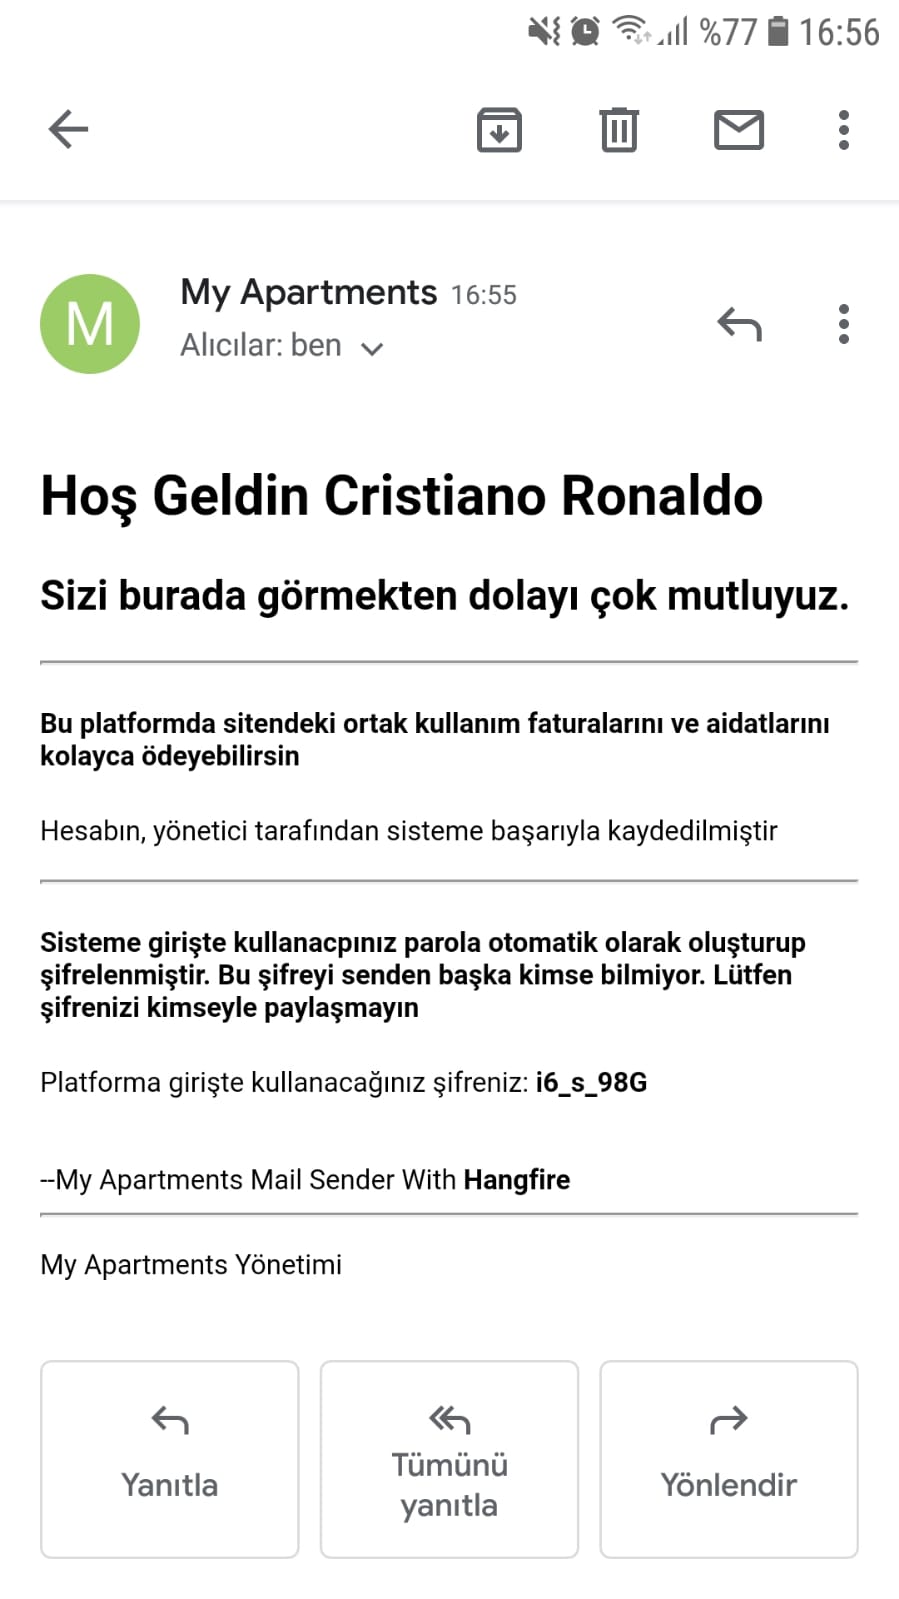 %77 16:56
My Apartments 16:55
Alıcılar: ben
M
Hoş Geldin Cristiano Ronaldo
Sizi burada görmekten dolayı çok mutluyuz.
Bu platformda sitendeki ortak kullanım faturalarını ve aidatlarını
kolayca ödeyebilirsin
Hesabın, yönetici tarafından sisteme başarıyla kaydedilmiştir
Sisteme girişte kullanacpınız parola otomatik olarak oluşturup
şifrelenmiştir. Bu şifreyi senden başka kimse bilmiyor. Lütfen
şifrenizi kimseyle paylaşmayın
Platforma girişte kullanacağınız şifreniz: i6_s_98G
--My Apartments Mail Sender With Hangfire
My Apartments Yönetimi
Yanıtla
Tümünü
yanıtla
Yönlendir